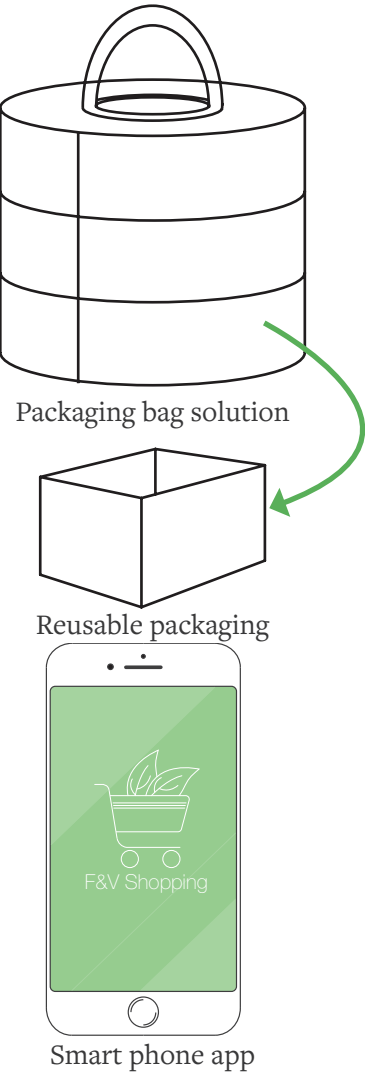 Packaging bag solution
Reusable packaging
F&V Shopping
Smart phone app